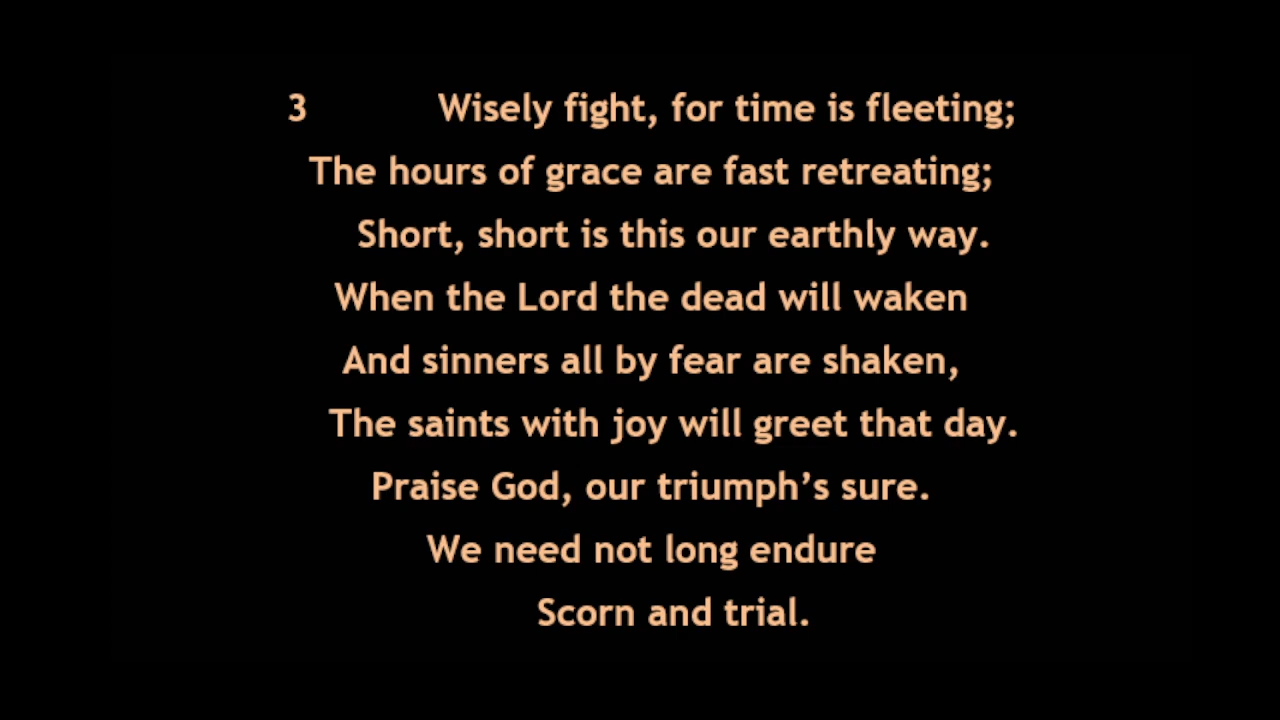 3 Wisely fight, for time is fleeting;
The hours of grace are fast retreating;
Short, short is this our earthly way.
When the Lord the dead will waken
And sinners all by fear are shaken,
The saints with joy will greet that day.
Praise God, our triumph’s sure.
We need not long endure
Scorn and trial.